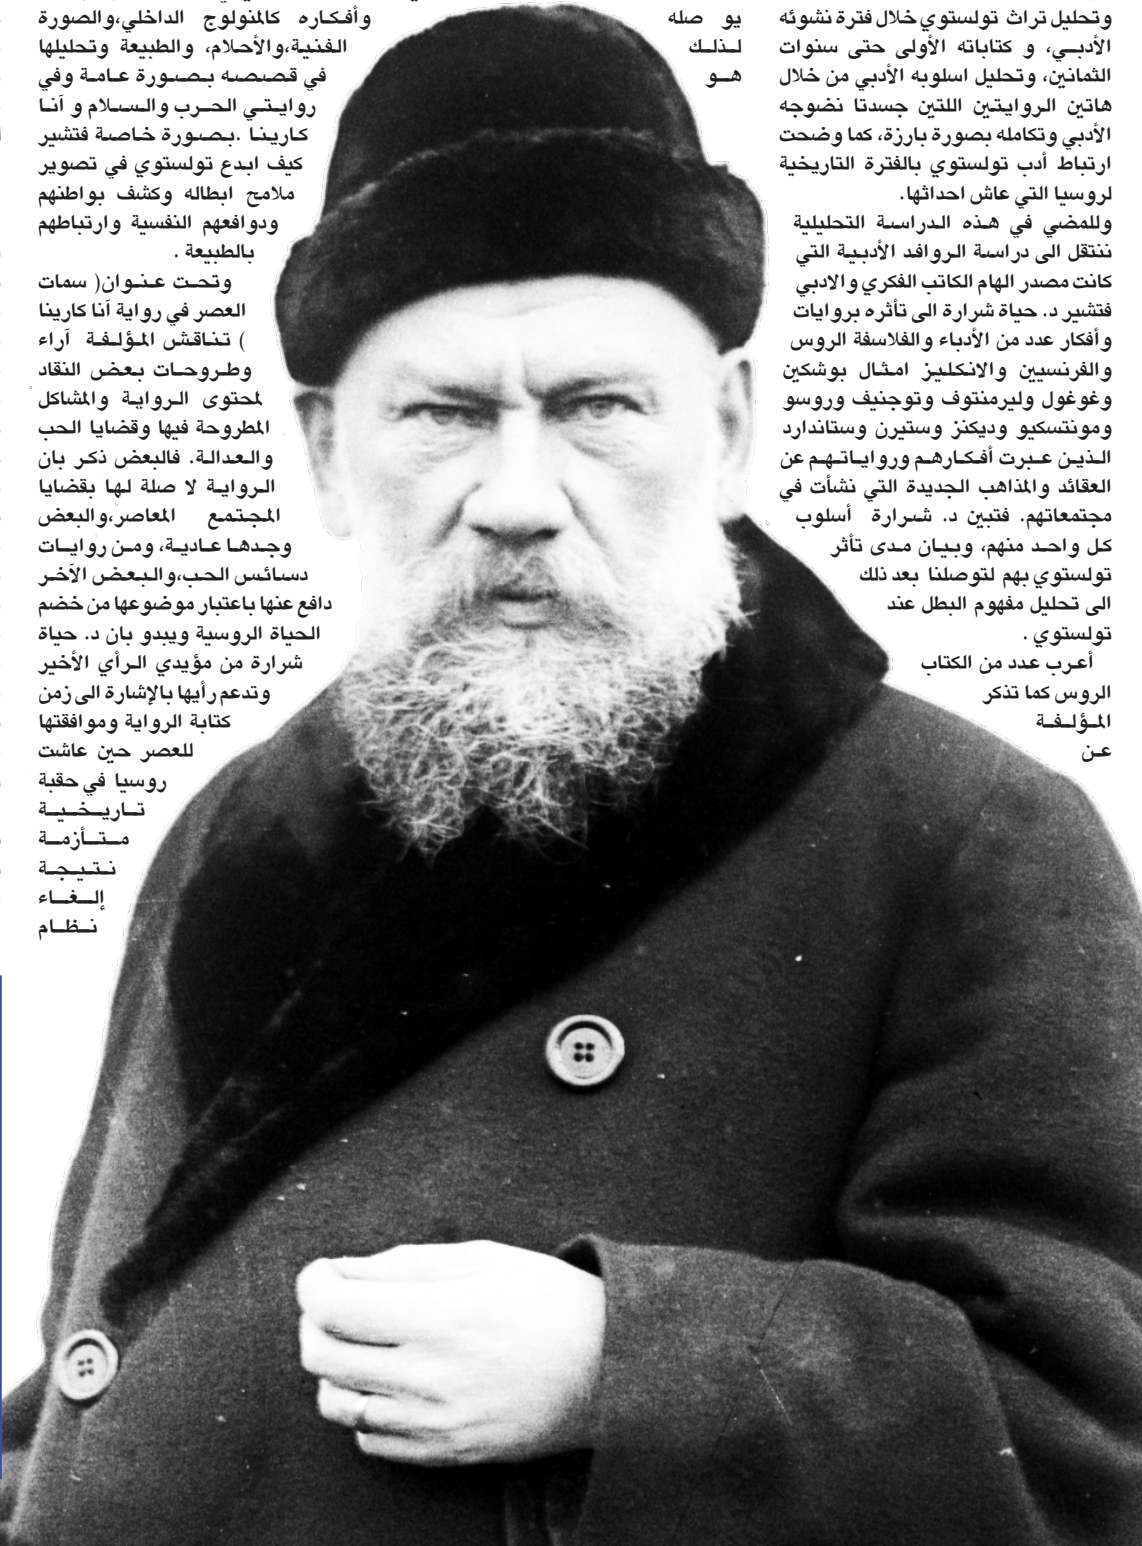 وتحليل تراث تولستوي خلال فترة نشوئه
الأدبي، و كتاباته الأولى حتى سنوات
الثمانين، وتحليل اسلوبه الأدبي من خلال
هاتين الروايتين اللتين جسدتا نضوجه
الأدبي وتكامله بصورة بارزة، كما وضحت
ارتباط أدب تولستوي بالفترة التاريخية
لروسيا التي عاش احداثها.
وللمضي في هذه الدراسة التحليلية
ننتقل الى دراسة الروافد الأدبية التي
كانت مصدر الهام الكاتب الفكري والادبي
فتشير د. حياة شرارة الى تأثره بروايات
وأفكار عدد من الأدباء والفلاسفة الروس
والفرنسيين والانكليز امثال بوشكين
وغوغول وليرمنتوف وتوجنيف وروسو
ومونتسكيو وديكنز وستيرن وستاندارد
الذين عبرت أفكارهم ورواياتهم عن
العقائد والمذاهب الجديدة التي نشأت في
مجتمعاتهم. فتبين د. شرارة أسلوب
كل واحد منهم، وبيان مدى تأثر
تولستوي بهم لتوصلنا بعد ذلك
الى تحليل مفهوم البطل عند
تولستوي .
أعرب عدد من الكتاب
الروس كما تذكر
المؤلفة
عن
يو صله
لذلك
هو
وأفكاره كالمنولوج الداخلي،والصورة
الفنية،والأحلام، والطبيعة وتحليلها
في قصصه بصورة عامة وفي
روايتي الحرب والسلام و آنا
كارينا .بصورة خاصة فتشير
كيف ابدع تولستوي في تصوير
ملامح ابطاله وكشف بواطنهم
ودوافعهم النفسية وارتباطهم
بالطبيعة .
وتحت عنوان( سمات
العصر في رواية آنا كارينا
) تناقش المؤلفة آراء
وطروحات بعض النقاد
لمحتوى الرواية والمشاكل
المطروحة فيها وقضايا الحب
والعدالة. فالبعض ذكر بان
الرواية لا صلة لها بقضايا
المجتمع المعاصر،والبعض
وجدها عادية، ومن روايات
دسائس الحب،والبعض الآخر
دافع عنها باعتبار موضوعها من خضم
الحياة الروسية ويبدو بان د. حياة
شرارة من مؤيدي الرأي الأخير
وتدعم رأيها بالإشارة الى زمن
كتابة الرواية وموافقتها
للعصر حين عاشت
روسيا في حقبة
تاريخية
متأزمة
نتيجة
إلغاء
نظام